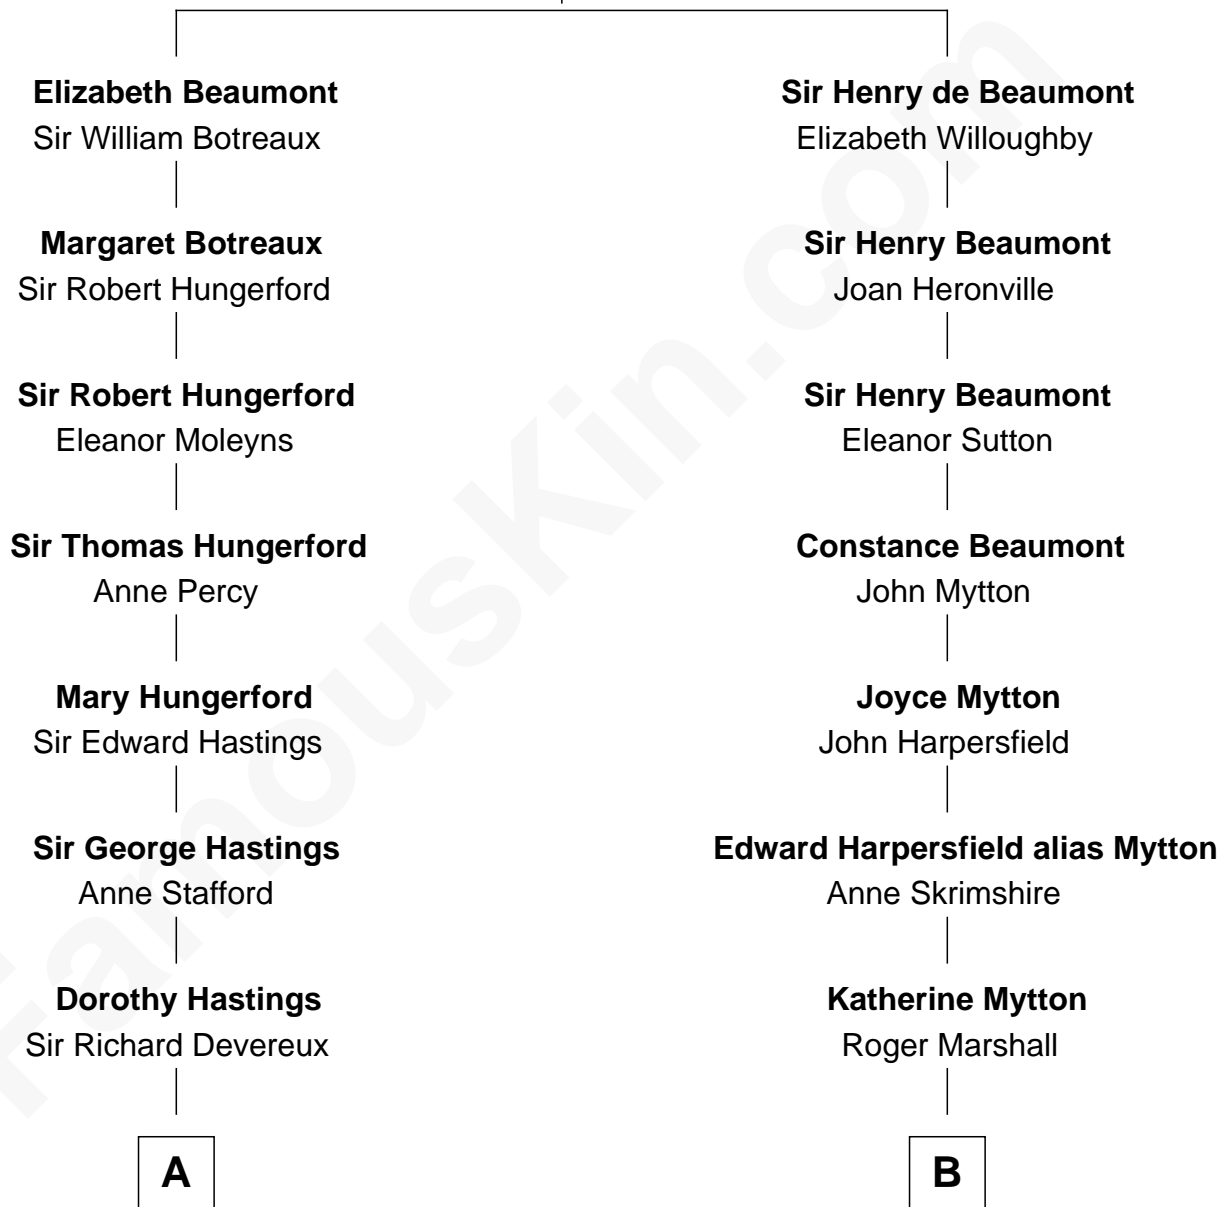 Elizabeth Beaumont
Sir William Botreaux
Margaret Botreaux
Sir Robert Hungerford
Sir Robert Hungerford
Eleanor Moleyns
Sir Thomas Hungerford
Anne Percy
Mary Hungerford
Sir Edward Hastings
Sir George Hastings
Anne Stafford
Dorothy Hastings
Sir Richard Devereux
A
Sir Henry de Beaumont
Elizabeth Willoughby
Sir Henry Beaumont
Joan Heronville
Sir Henry Beaumont
Eleanor Sutton
Constance Beaumont
John Mytton
Joyce Mytton
John Harpersfield
Edward Harpersfield alias Mytton
Anne Skrimshire
Katherine Mytton
Roger Marshall
B
FamousKin.com